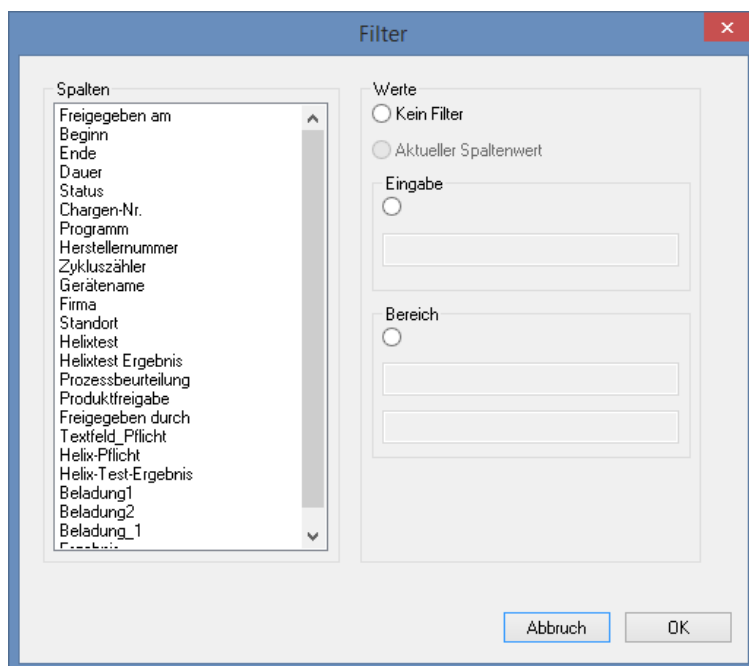 Filter
Spalten
Freigegeben am
Beginn
Ende
Dauer
Status
Chargen-Nr.
Programm
Herstellernummer
Zykluszähler
Gerätename
Firma
Standort
Helixtest
Helixtest Ergebnis
Prozessbeurteilung
Produktfreigabe
Freigegeben durch
Textfeld_Pflicht
Helix-Pflicht
Helix-Test-Ergebnis
Beladung1
Beladung2
Beladung_1
Werte
Kein Filter
Aktueller Spaltenwert
Eingabe
Bereich
Abbruch
OK